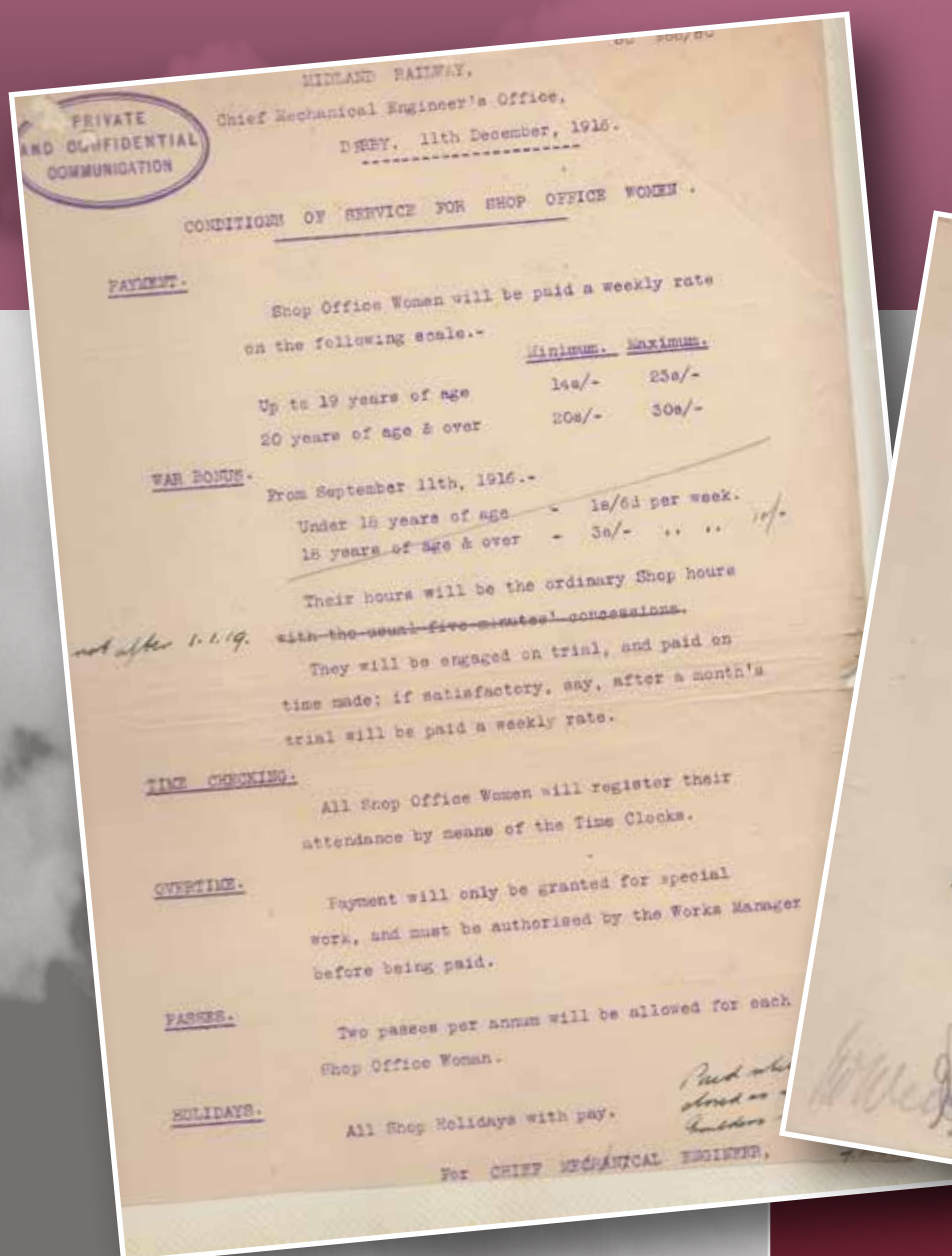 MIDLAND RAILWAY,
Chief Mechanical Engineer's Office,
DERBY, 11th December, 1916.
PRIVATE
AND CONFIDENTIAL
COMMUNICATION
CONDITIONS OF SERVICE FOR SHOP OFFICE WOMEN.
PAYMENT.
Shop Office Women will be paid a weekly rate
on the following scale.-
Minimum. Maximum.
Up to 19 years of age 14s/- 23s/-
20 years of age & over 20s/- 30s/-
WAR BONUS.
From September 11th, 1916.-
Under 18 years of age - 1s/6d per week.
18 years of age & over - 3s/- .. .. 10/-
Their hours will be the ordinary Shop hours
not after 1.1.19. with the usual five minutes' concessions.
They will be engaged on trial, and paid on
time made; if satisfactory, say, after a month's
trial will be paid a weekly rate.
TIME CHECKING.
All Shop Office Women will register their
attendance by means of the Time Clocks.
OVERTIME.
Payment will only be granted for special
work, and must be authorised by the Works Manager
before being paid.
PASSES.
Two passes per annum will be allowed for each
Shop Office Woman.
HOLIDAYS.
All Shop Holidays with pay.
Paid
For CHIEF MECHANICAL ENGINEER,